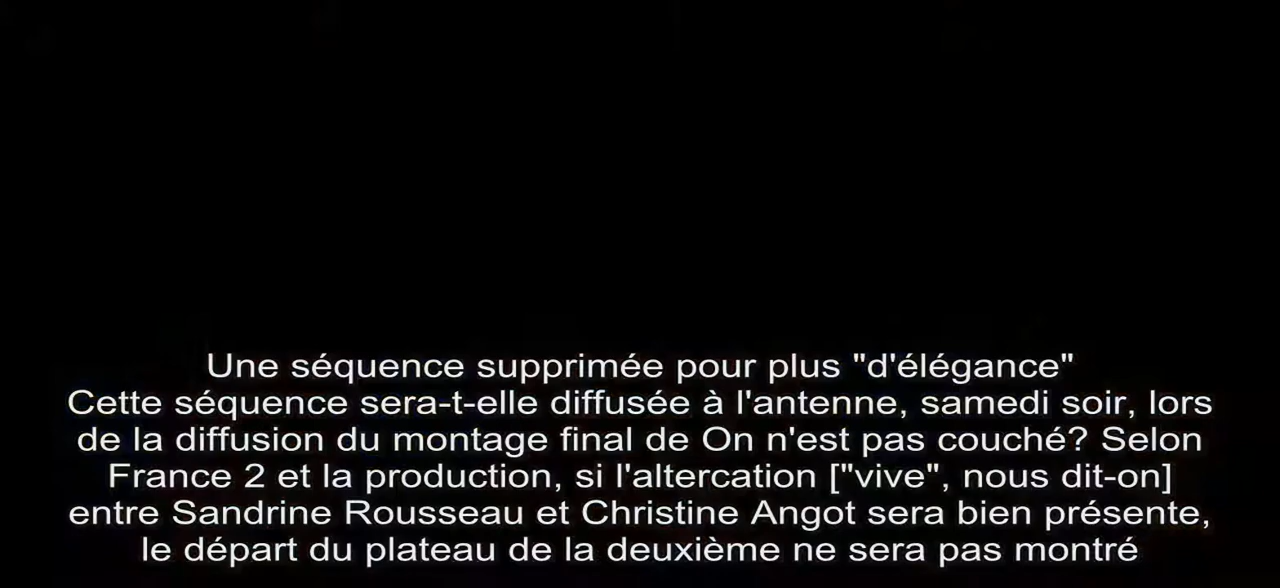 Une séquence supprimée pour plus "d'élégance"
Cette séquence sera-t-elle diffusée à l'antenne, samedi soir, lors
de la diffusion du montage final de On n'est pas couché? Selon
France 2 et la production, si l'altercation ["vive", nous dit-on]
entre Sandrine Rousseau et Christine Angot sera bien présente,
le départ du plateau de la deuxième ne sera pas montré